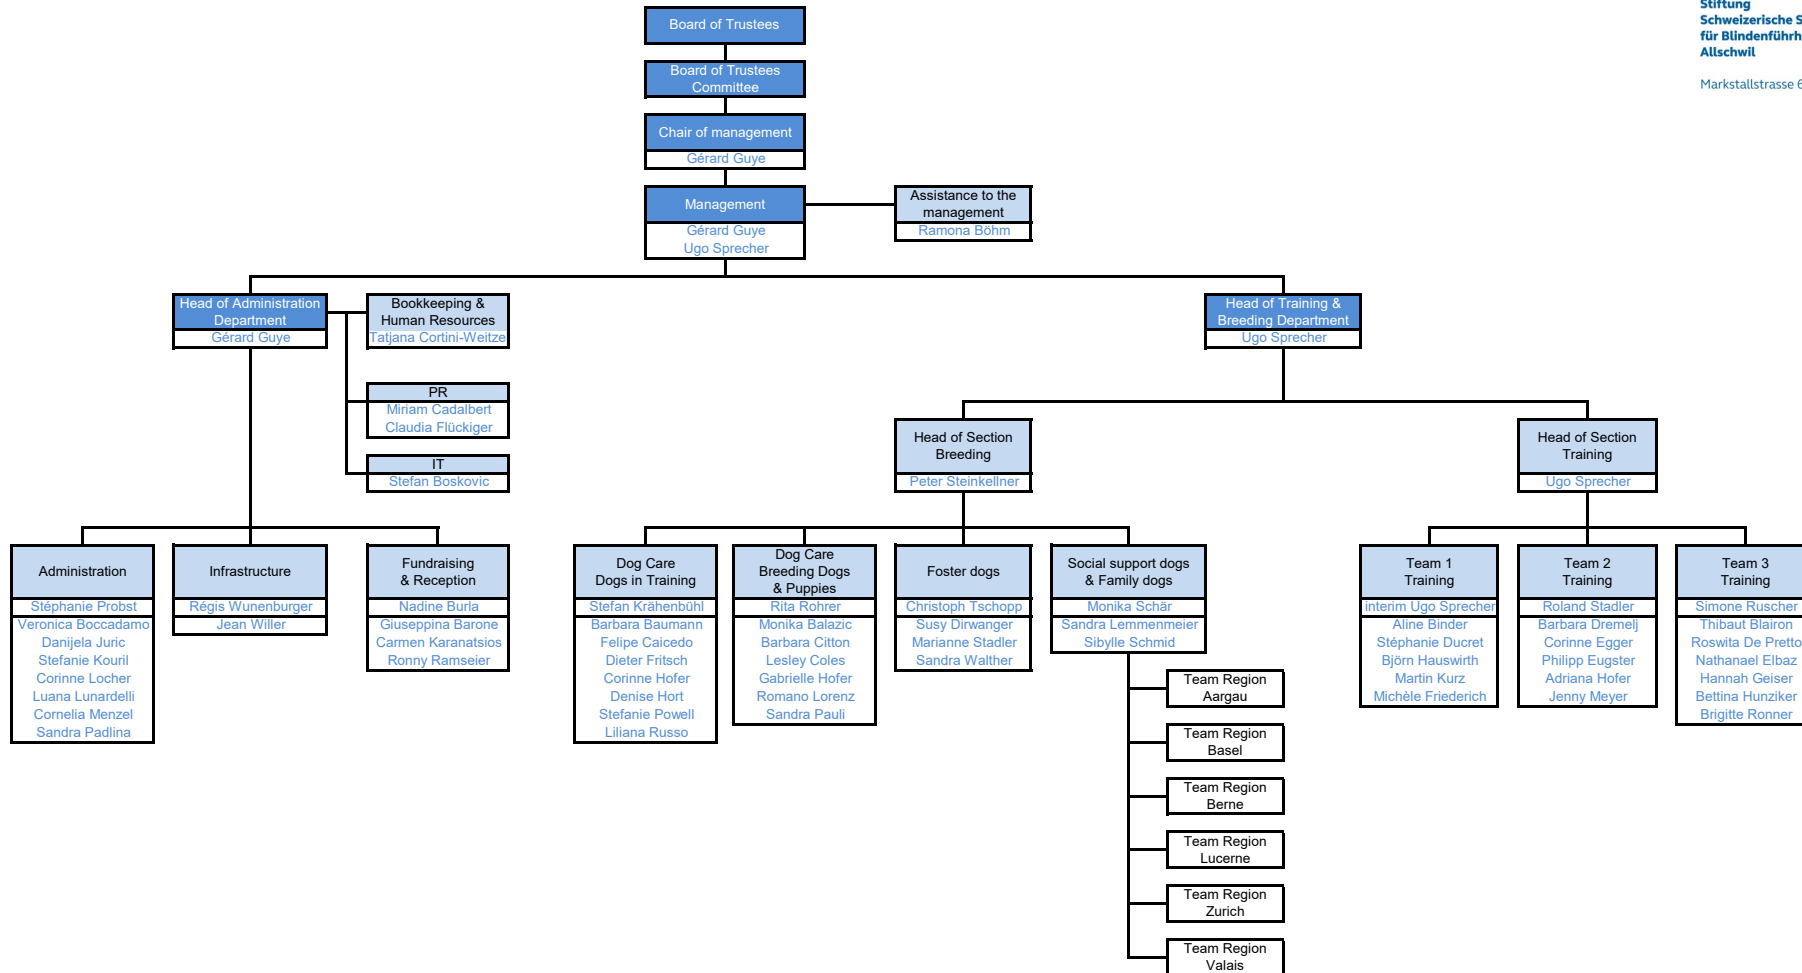 Stiftung
Schweizerische S
für Blindenführh
Allschwil
Markstallstrasse 6
Board of Trustees
Board of Trustees
Committee
Chair of management
Gérard Guye
Management
Gérard Guye
Ugo Sprecher
Assistance to the
management
Ramona Böhm
Head of Administration
Department
Gérard Guye
Bookkeeping &
Human Resources
Tatjana Cortini-Weitze
PR
Miriam Cadalbert
Claudia Flückiger
IT
Stefan Boskovic
Head of Training &
Breeding Department
Ugo Sprecher
Head of Section
Breeding
Peter Steinkellner
Head of Section
Training
Ugo Sprecher
Administration
Stéphanie Probst
Veronica Boccadamo
Danijela Juric
Stefanie Kouril
Corinne Locher
Luana Lunardelli
Cornelia Menzel
Sandra Padlina
Infrastructure
Régis Wunenburger
Jean Willer
Fundraising
& Reception
Nadine Burla
Giuseppina Barone
Carmen Karanatsios
Ronny Ramseier
Dog Care
Dogs in Training
Stefan Krähenbühl
Barbara Baumann
Felipe Caicedo
Dieter Fritsch
Corinne Hofer
Denise Hort
Stefanie Powell
Liliana Russo
Dog Care
Breeding Dogs
& Puppies
Rita Rohrer
Monika Balazic
Barbara Citton
Lesley Coles
Gabrielle Hofer
Romano Lorenz
Sandra Pauli
Foster dogs
Christoph Tschopp
Susy Dirwanger
Marianne Stadler
Sandra Walther
Social support dogs
& Family dogs
Monika Schär
Sandra Lemmenmeier
Sibylle Schmid
Team Region
Aargau
Team Region
Basel
Team Region
Berne
Team Region
Lucerne
Team Region
Zurich
Team Region
Valais
Team 1
Training
interim Ugo Sprecher
Aline Binder
Stéphanie Ducret
Björn Hauswirth
Martin Kurz
Michèle Friederich
Team 2
Training
Roland Stadler
Barbara Dremelj
Corinne Egger
Philipp Eugster
Adriana Hofer
Jenny Meyer
Team 3
Training
Simone Ruscher
Thibaut Blairon
Roswita De Pretto
Nathanael Elbaz
Hannah Geiser
Bettina Hunziker
Brigitte Ronner